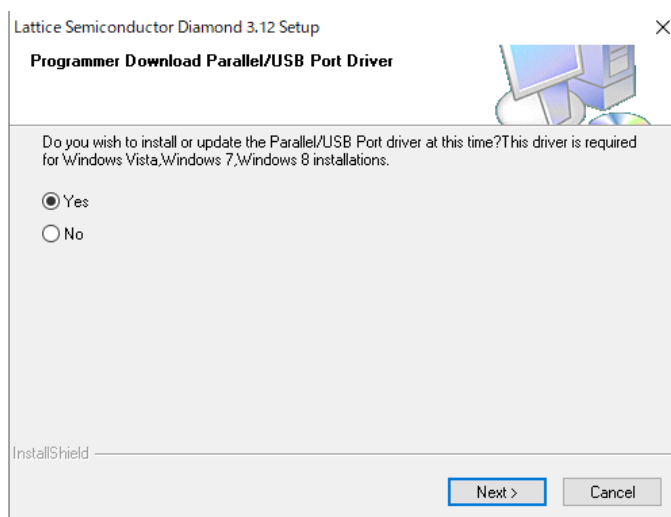 Lattice Semiconductor Diamond 3.12 Setup
Programmer Download Parallel/USB Port Driver
Do you wish to install or update the Parallel/USB Port driver at this time?This driver is required
for Windows Vista,Windows 7,Windows 8 installations.
Yes
No
InstallShield
Next >
Cancel